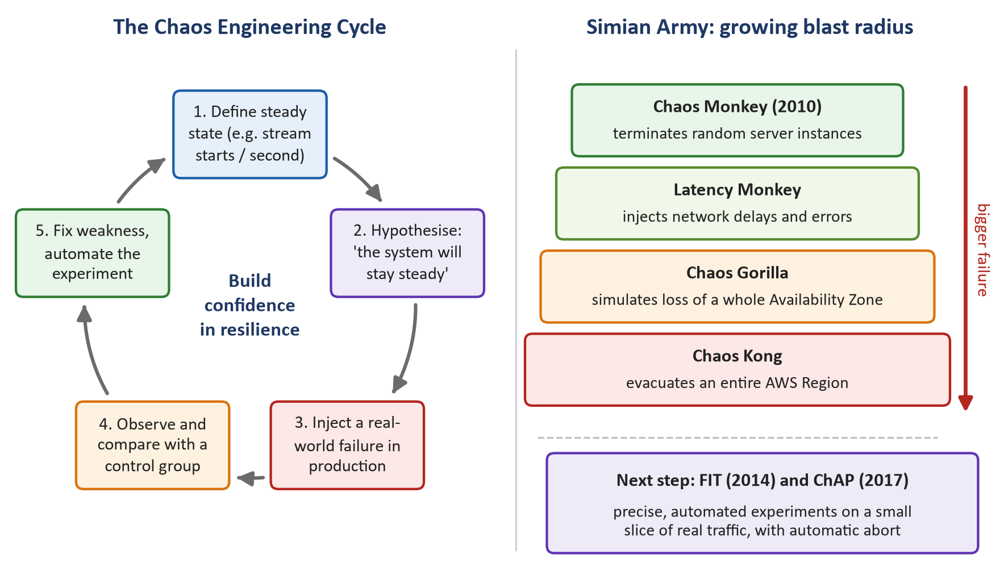 The Chaos Engineering Cycle
1. Define steady
state (e.g. stream
starts / second)
2. Hypothesise:
'the system will
stay steady'
3. Inject a real-
world failure in
production
4. Observe and
compare with a
control group
5. Fix weakness,
automate the
experiment
Build
confidence
in resilience
Simian Army: growing blast radius
Chaos Monkey (2010)
terminates random server instances
Latency Monkey
injects network delays and errors
Chaos Gorilla
simulates loss of a whole Availability Zone
Chaos Kong
evacuates an entire AWS Region
bigger failure
Next step: FIT (2014) and ChAP (2017)
precise, automated experiments on a small
slice of real traffic, with automatic abort